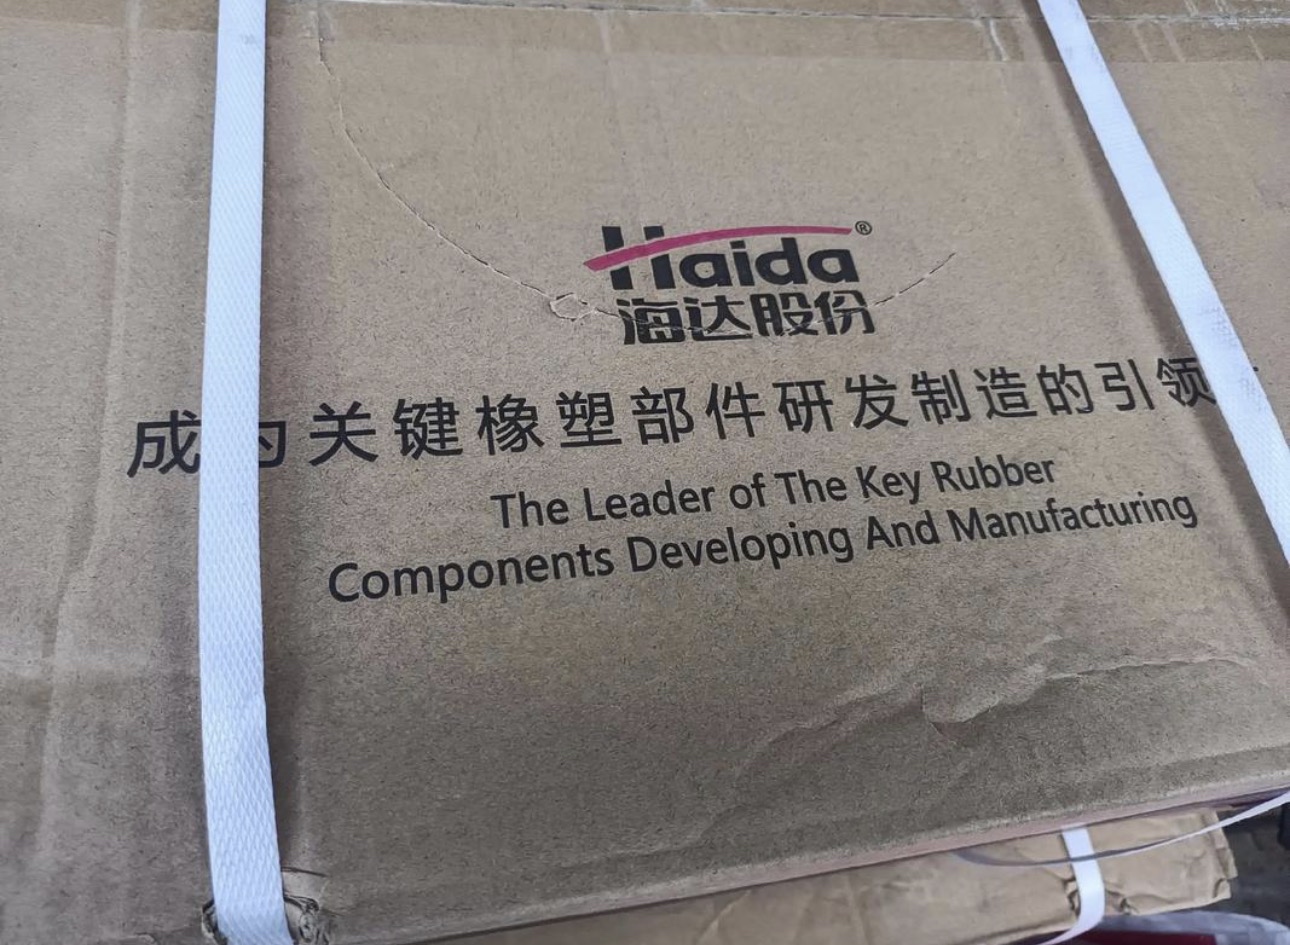 Haida®
海达股份
成为关键橡塑部件研发制造的引领
The Leader of The Key Rubber
Components Developing And Manufacturing